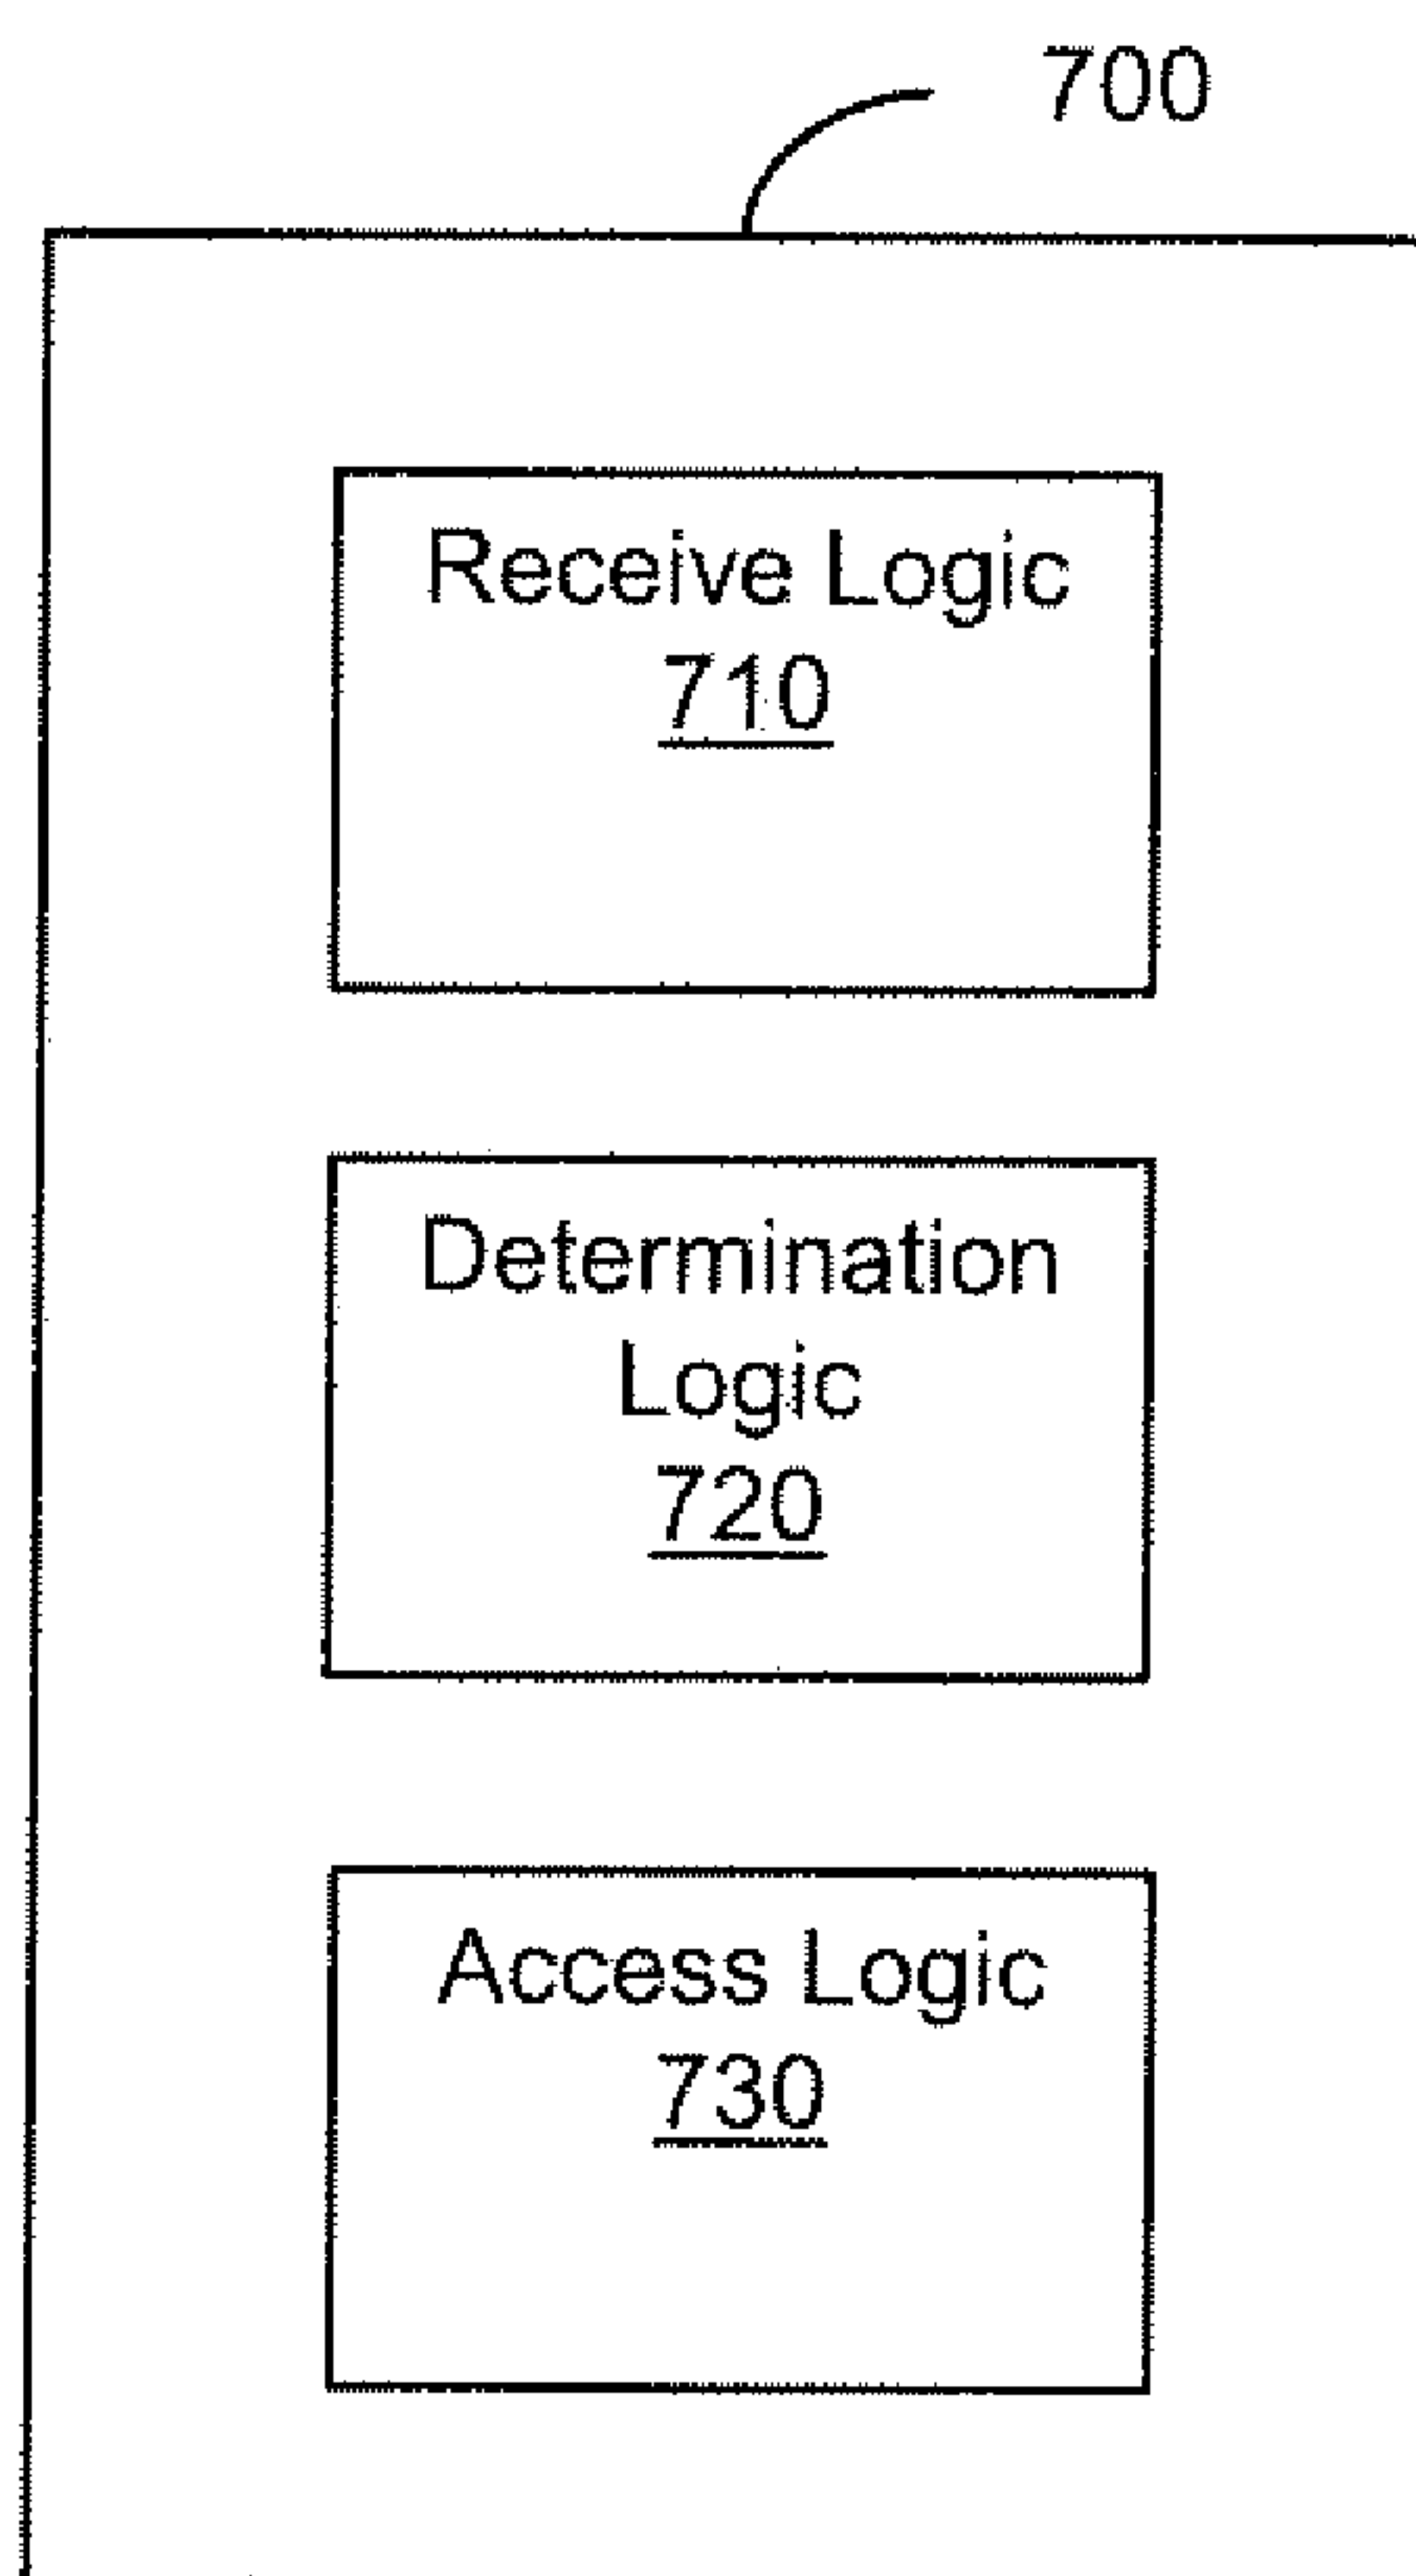 700
Receive Logic
710
Determination
Logic
720
Access Logic
730